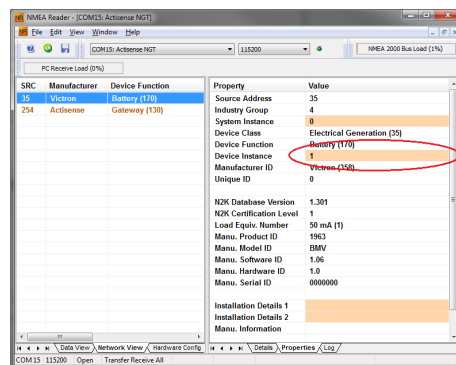 NMEA Reader - [COM15: Actisense NGT]
File Edit View Window Help
COM15: Actisense NGT 115200 NMEA 2000 Bus Load (1%)
PC Receive Load (0%)
SRC Manufacturer Device Function
35 Victron Battery (170)
254 Actisense Gateway (130)
Property Value
Source Address 35
Industry Group 4
System Instance 0
Device Class Electrical Generation (35)
Device Function Battery (170)
Device Instance 1
Manufacturer ID Victron (358)
Unique ID 0
N2K Database Version 1.301
N2K Certification Level 1
Load Equiv. Number 50 mA (1)
Manu. Product ID 1963
Manu. Model ID BMV
Manu. Software ID 1.06
Manu. Hardware ID 1.0
Manu. Serial ID 0000000
Installation Details 1
Installation Details 2
Manu. Information
Data View Network View Hardware Config Details Properties Log
COM15 115200 Open Transfer Receive All